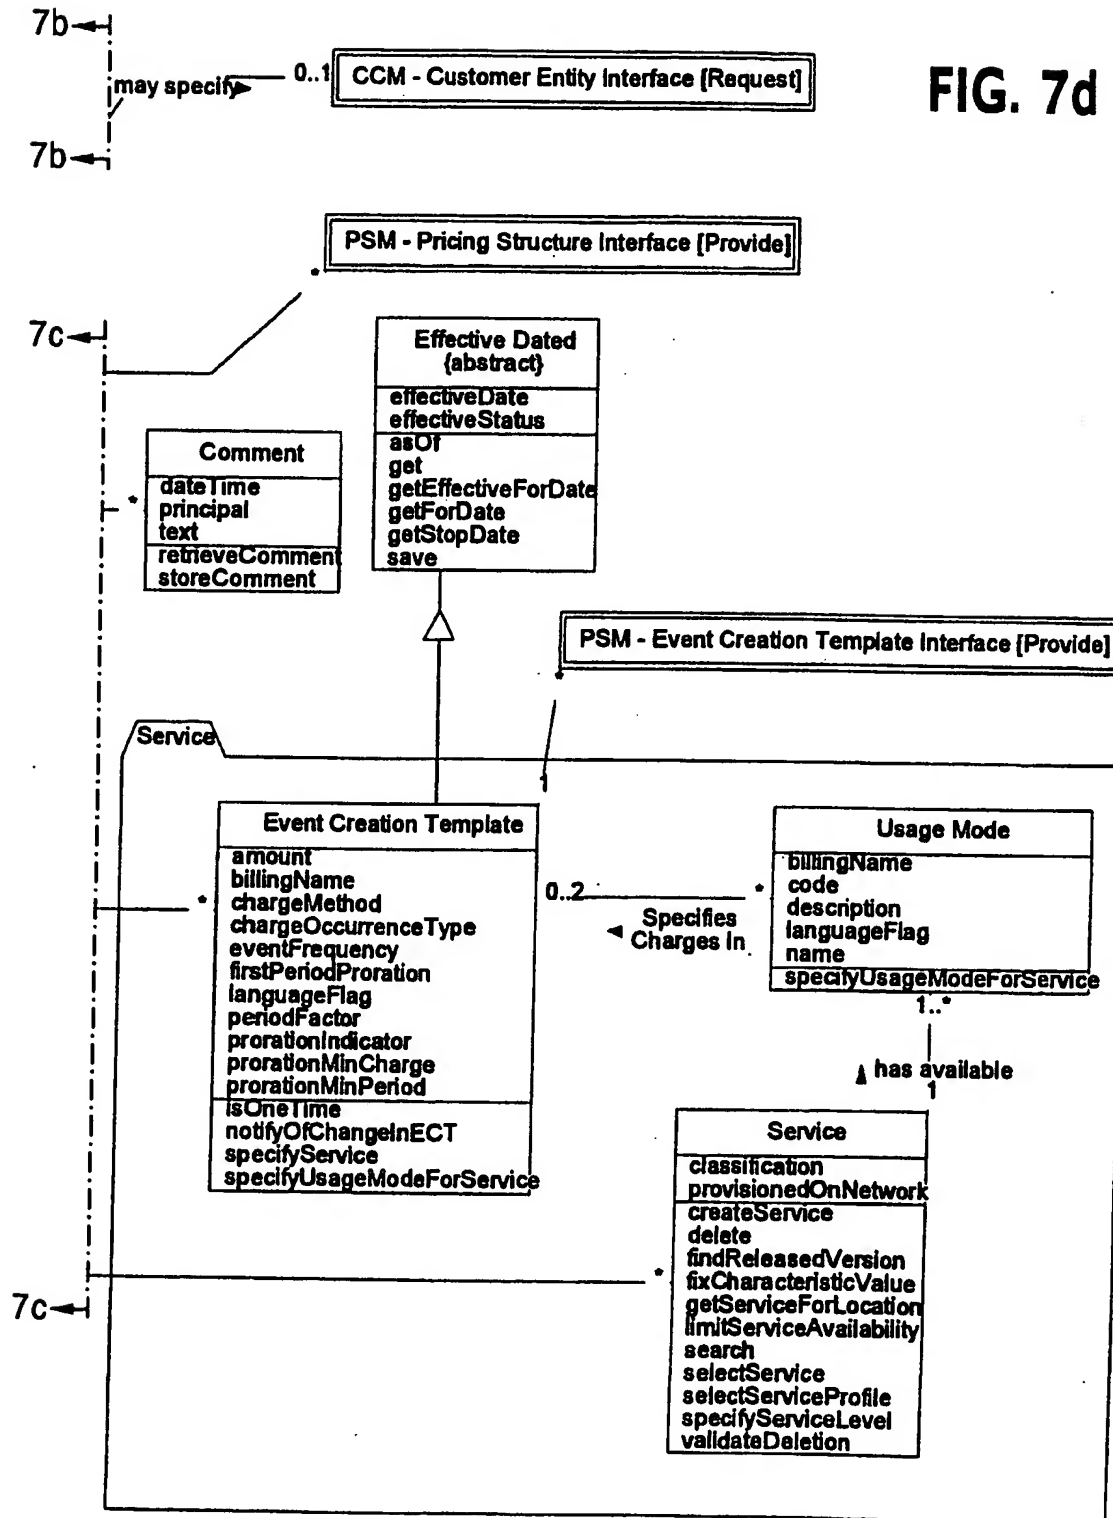 7b
may specify
0..1
CCM - Customer Entity Interface [Request]
FIG. 7d
7b
PSM - Pricing Structure Interface [Provide]
*
7c
Effective Dated
{abstract}
effectiveDate
effectiveStatus
asOf
get
getEffectiveForDate
getForDate
getStopDate
save
Comment
*
dateTime
principal
text
retrieveComment
storeComment
PSM - Event Creation Template Interface [Provide]
*
Service
1
Event Creation Template
*
amount
billingName
chargeMethod
chargeOccurrenceType
eventFrequency
firstPeriodProration
languageFlag
periodFactor
prorationIndicator
prorationMinCharge
prorationMinPeriod
isOneTime
notifyOfChangeInECT
specifyService
specifyUsageModeForService
0..2
*
Specifies
Charges In
Usage Mode
billingName
code
description
languageFlag
name
specifyUsageModeForService
1..*
has available
1
Service
classification
provisionedOnNetwork
createService
delete
findReleasedVersion
fixCharacteristicValue
getServiceForLocation
limitServiceAvailability
search
selectService
selectServiceProfile
specifyServiceLevel
validateDeletion
*
7c